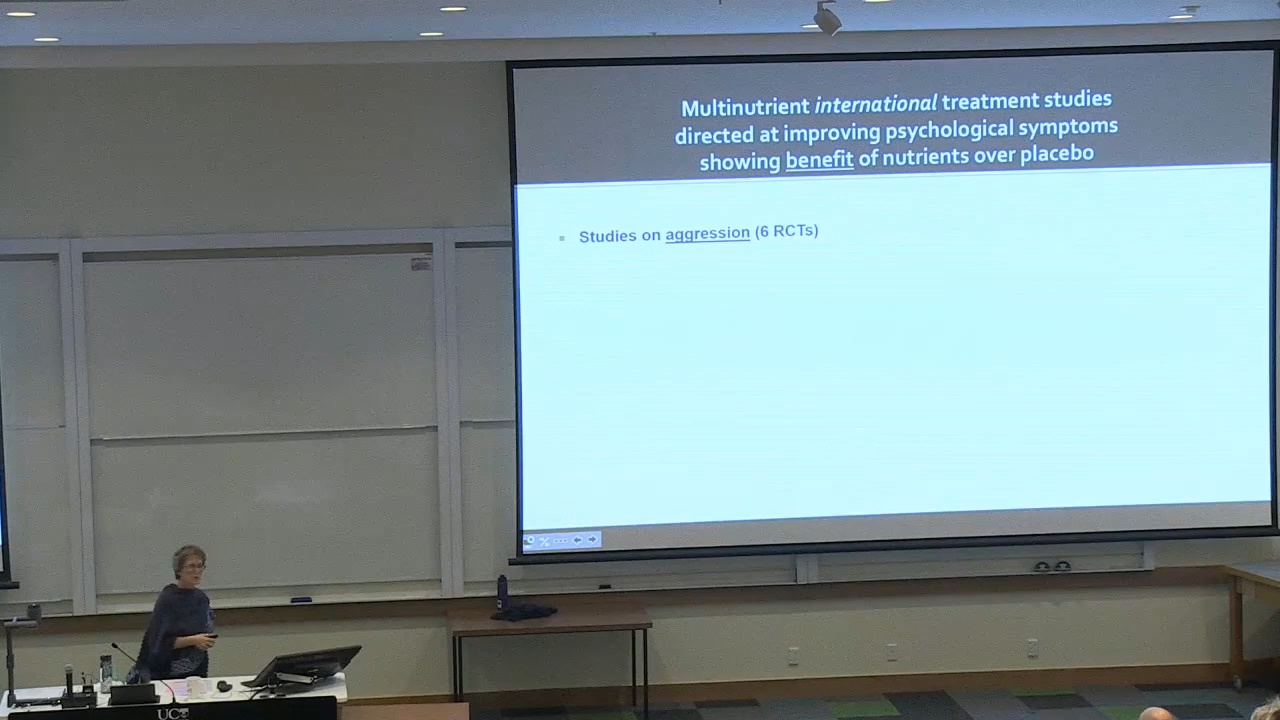 Multinutrient international treatment studies
directed at improving psychological symptoms
showing benefit of nutrients over placebo
Studies on aggression (6 RCTs)
UC